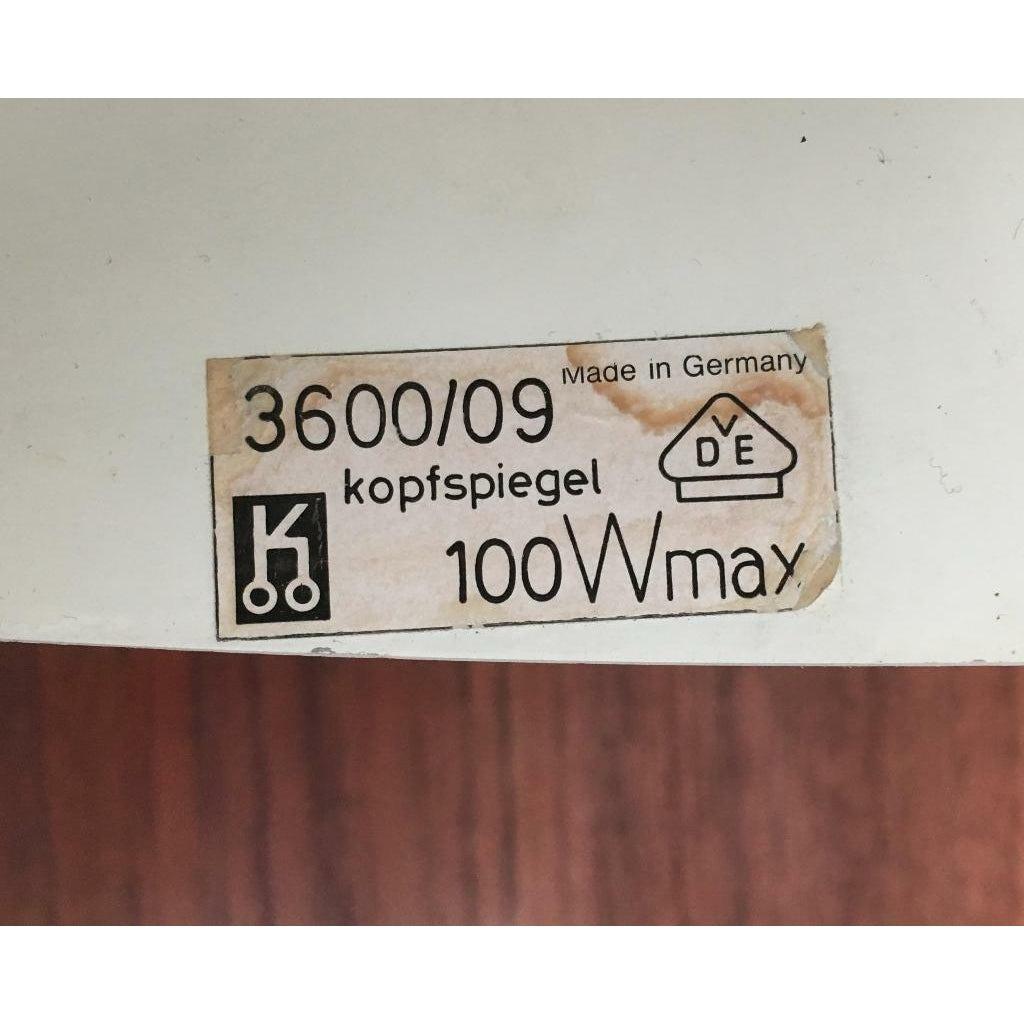 3600/09
Made in Germany
kopfspiegel
VDE
K
100Wmax